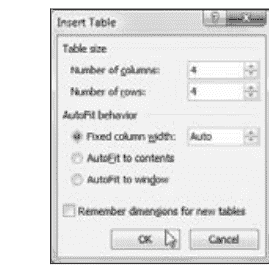 Insert Table
Table size
Number of columns: 4
Number of rows: 4
AutoFit behavior
Fixed column width: Auto
AutoFit to contents
AutoFit to window
Remember dimensions for new tables
OK Cancel